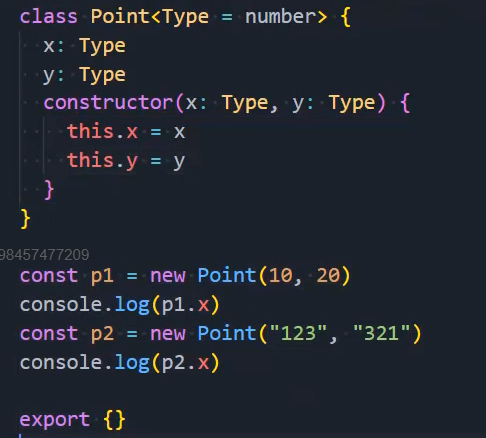 class Point<Type = number> {
  x: Type
  y: Type
  constructor(x: Type, y: Type) {
    this.x = x
    this.y = y
  }
}
98457477209
const p1 = new Point(10, 20)
console.log(p1.x)
const p2 = new Point("123", "321")
console.log(p2.x)
export {}